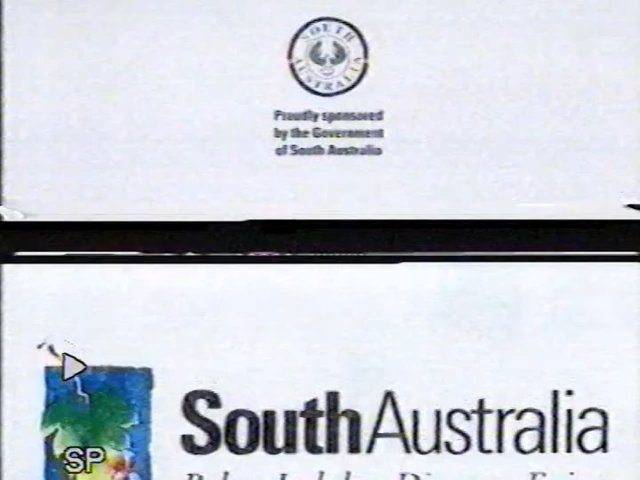 SOUTH AUSTRALIA
Proudly sponsored
by the Government
of South Australia
SouthAustralia
SP